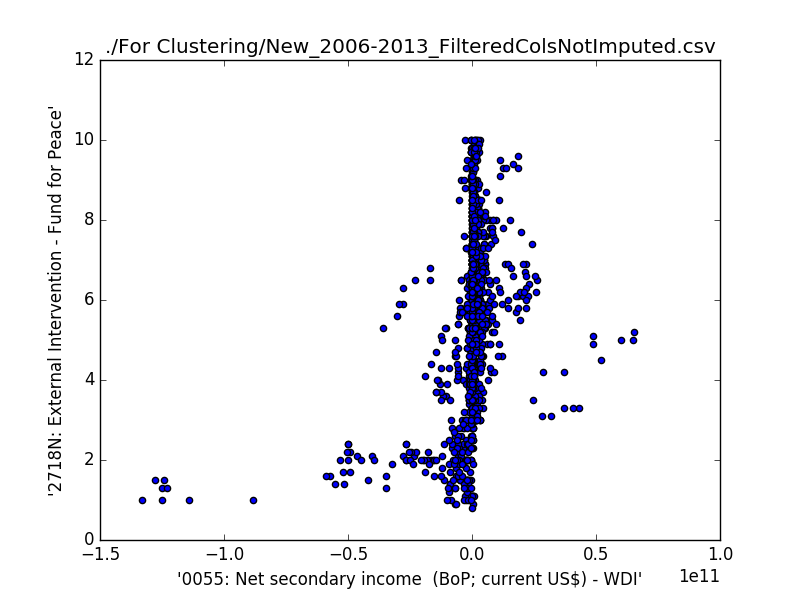 ./For Clustering/New_2006-2013_FilteredColsNotImputed.csv
12
10
8
6
4
2
0
'2718N: External Intervention - Fund for Peace'
−1.5 −1.0 −0.5 0.0 0.5 1.0
1e11
'0055: Net secondary income  (BoP; current US$) - WDI'